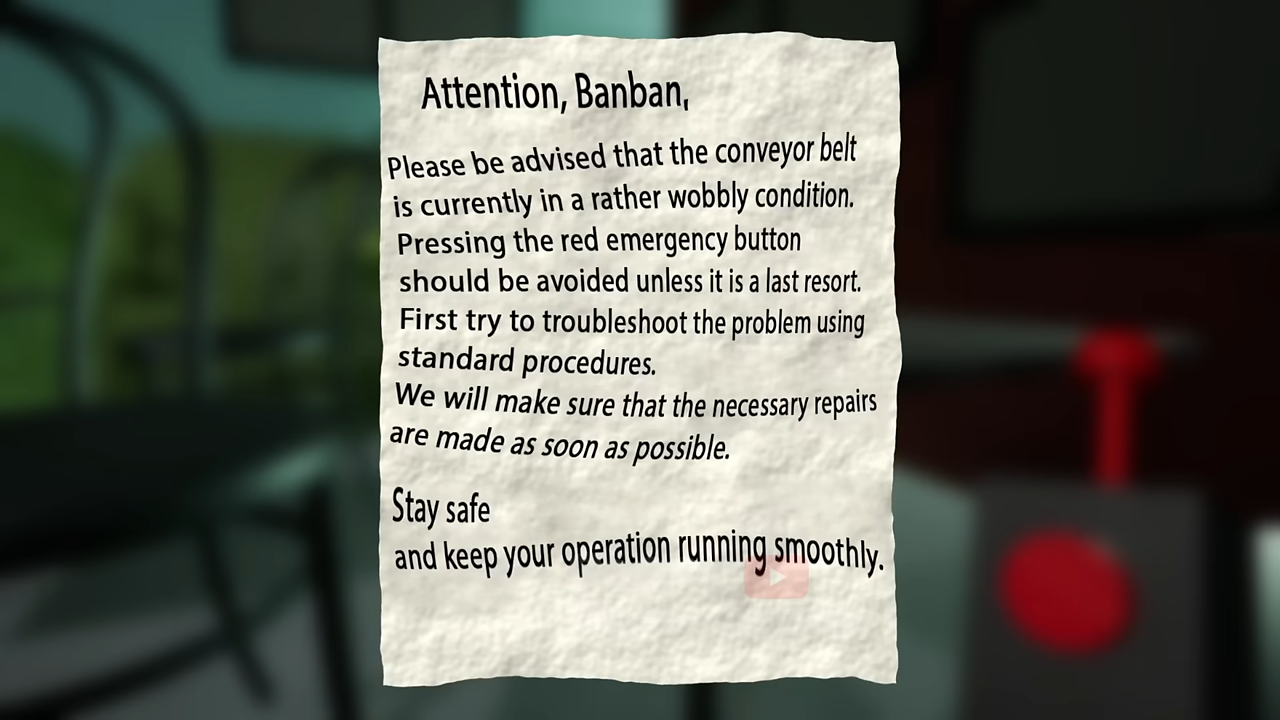 Attention, Banban,
Please be advised that the conveyor belt
is currently in a rather wobbly condition.
Pressing the red emergency button
should be avoided unless it is a last resort.
First try to troubleshoot the problem using
standard procedures.
We will make sure that the necessary repairs
are made as soon as possible.
Stay safe
and keep your operation running smoothly.